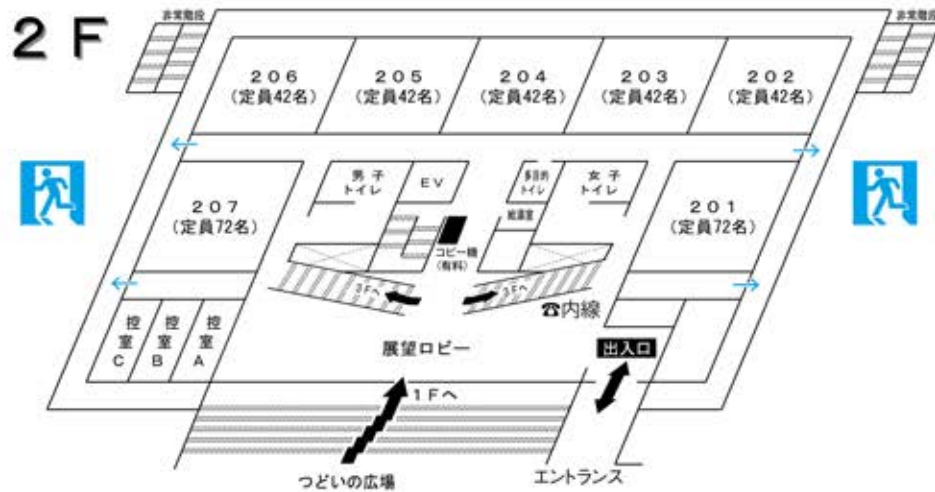 ２Ｆ
非常階段
非常階段
２０６
（定員42名）
２０５
（定員42名）
２０４
（定員42名）
２０３
（定員42名）
２０２
（定員42名）
男子
トイレ
ＥＶ
多目的
トイレ
女子
トイレ
２０７
（定員72名）
給湯室
２０１
（定員72名）
コピー機
（有料）
３Ｆへ
３Ｆへ
☎内線
控室Ｃ
控室Ｂ
控室Ａ
展望ロビー
出入口
１Ｆへ
つどいの広場
エントランス